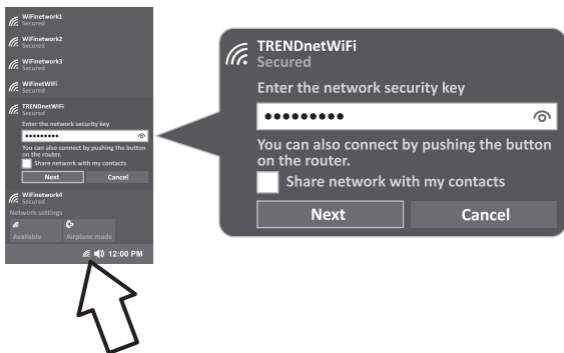 WiFinetwork1
Secured
WiFinetwork2
Secured
WiFinetwork3
Secured
WiFinetWiFi
Secured
TRENDnetWiFi
Secured
Enter the network security key
•••••••••
You can also connect by pushing the button
on the router.
Share network with my contacts
Next Cancel
WiFinetwork4
Secured
Network settings
Available Airplane mode
12:00 PM
TRENDnetWiFi
Secured
Enter the network security key
•••••••••
You can also connect by pushing the button
on the router.
Share network with my contacts
Next Cancel